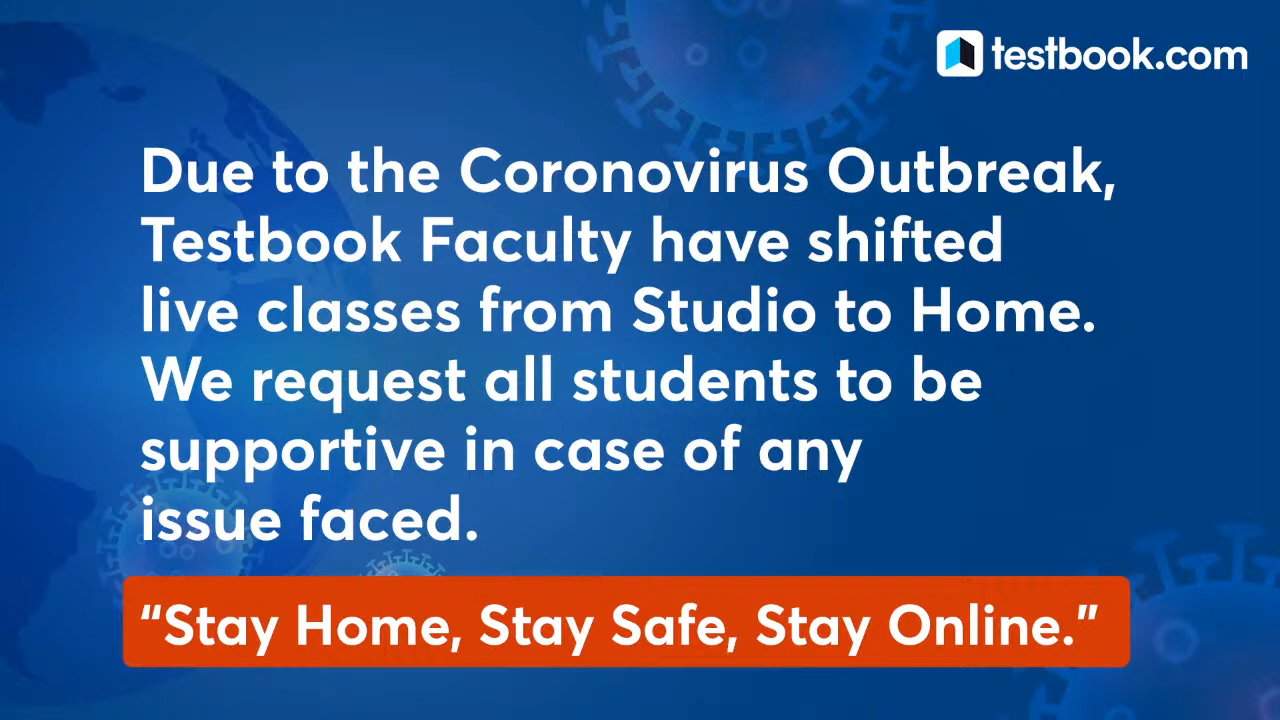 testbook.com
Due to the Coronovirus Outbreak,
Testbook Faculty have shifted
live classes from Studio to Home.
We request all students to be
supportive in case of any
issue faced.
“Stay Home, Stay Safe, Stay Online.”